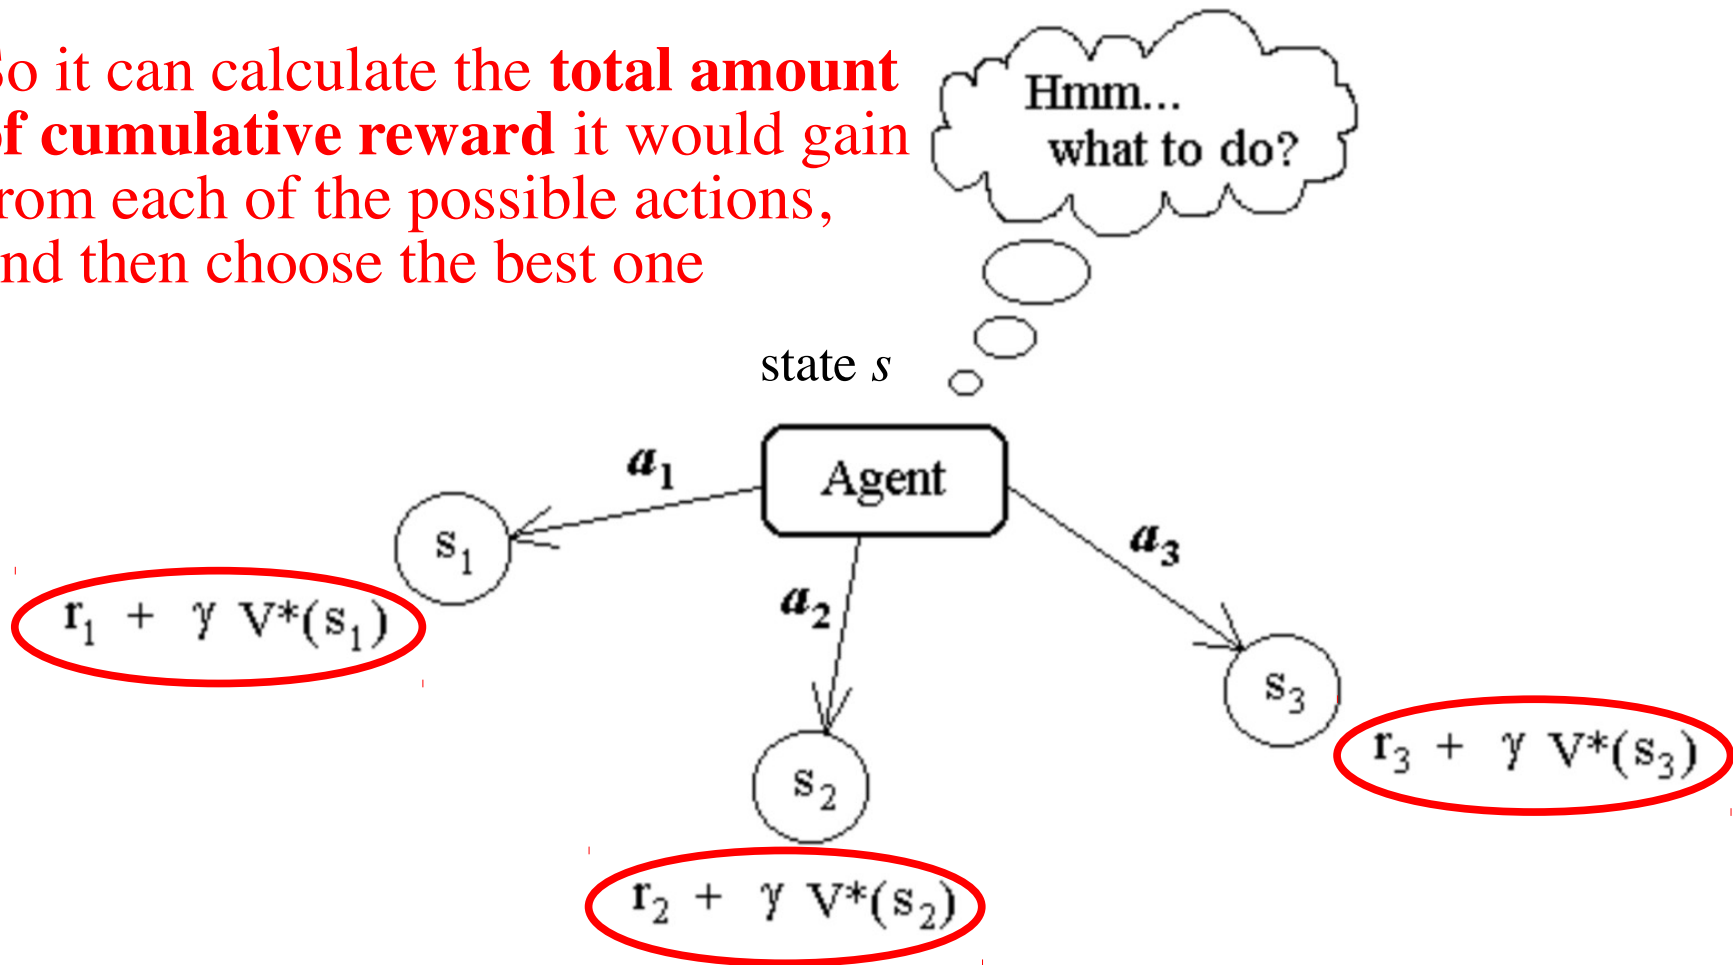 o it can calculate the total amount
f cumulative reward it would gain
rom each of the possible actions,
nd then choose the best one
Hmm...
what to do?
state s
Agent
a₁
a₂
a₃
s₁
r₁ + γ V*(s₁)
s₂
r₂ + γ V*(s₂)
s₃
r₃ + γ V*(s₃)